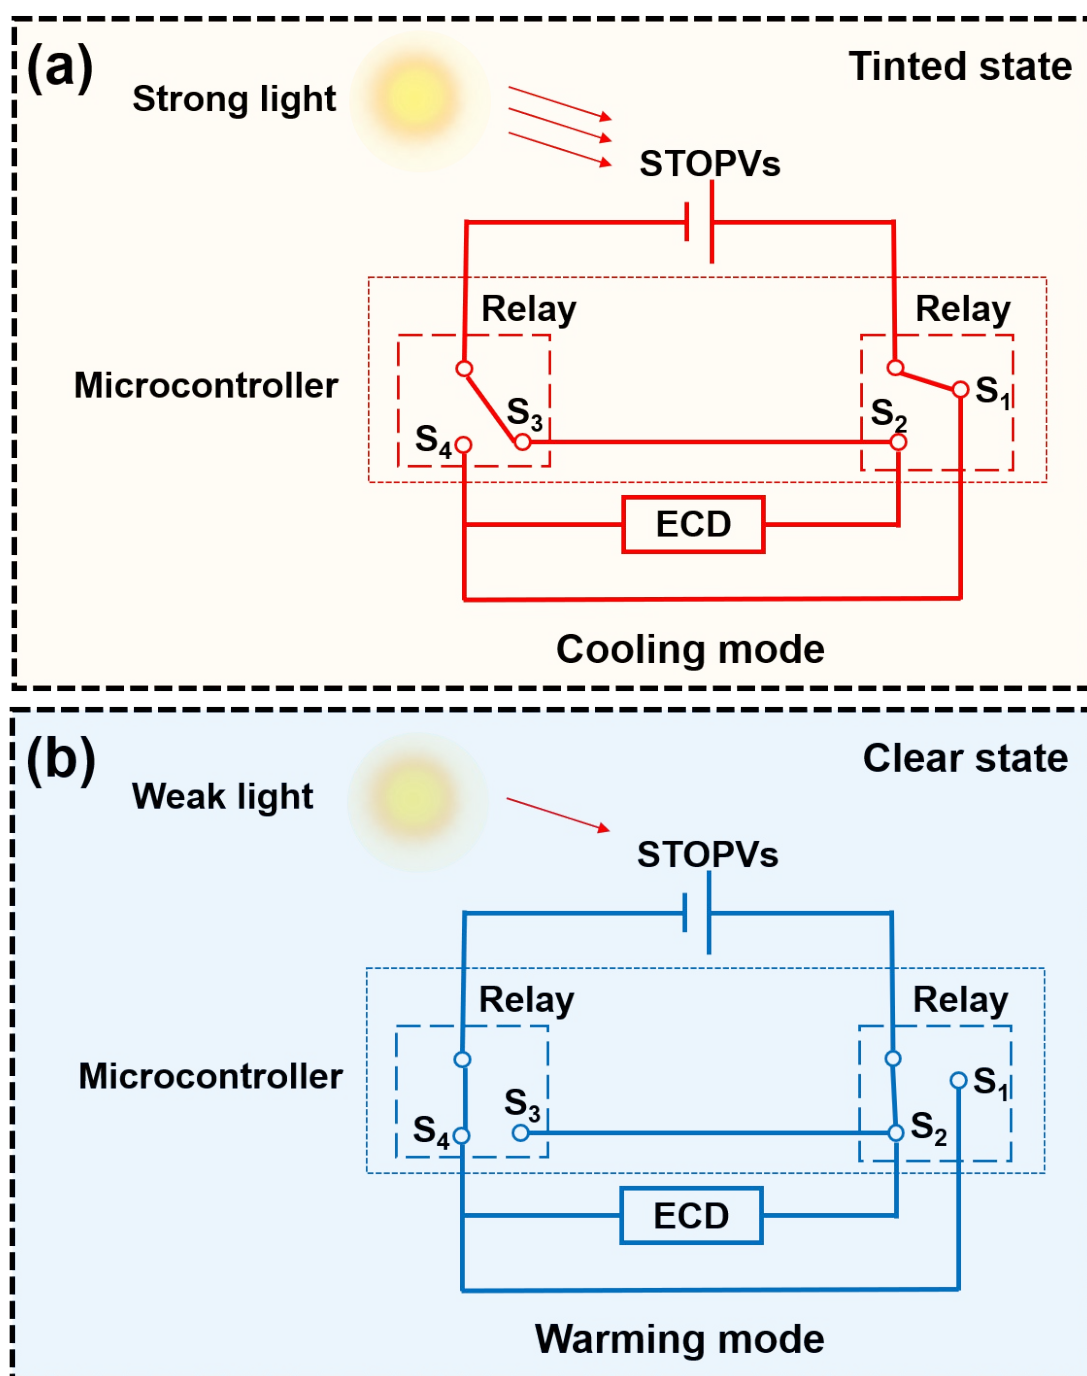 (a)
Tinted state
Strong light
STOPVs
Relay
Relay
Microcontroller
S₁
S₂
S₃
S₄
ECD
Cooling mode
(b)
Clear state
Weak light
STOPVs
Relay
Relay
Microcontroller
S₁
S₃
S₂
S₄
ECD
Warming mode